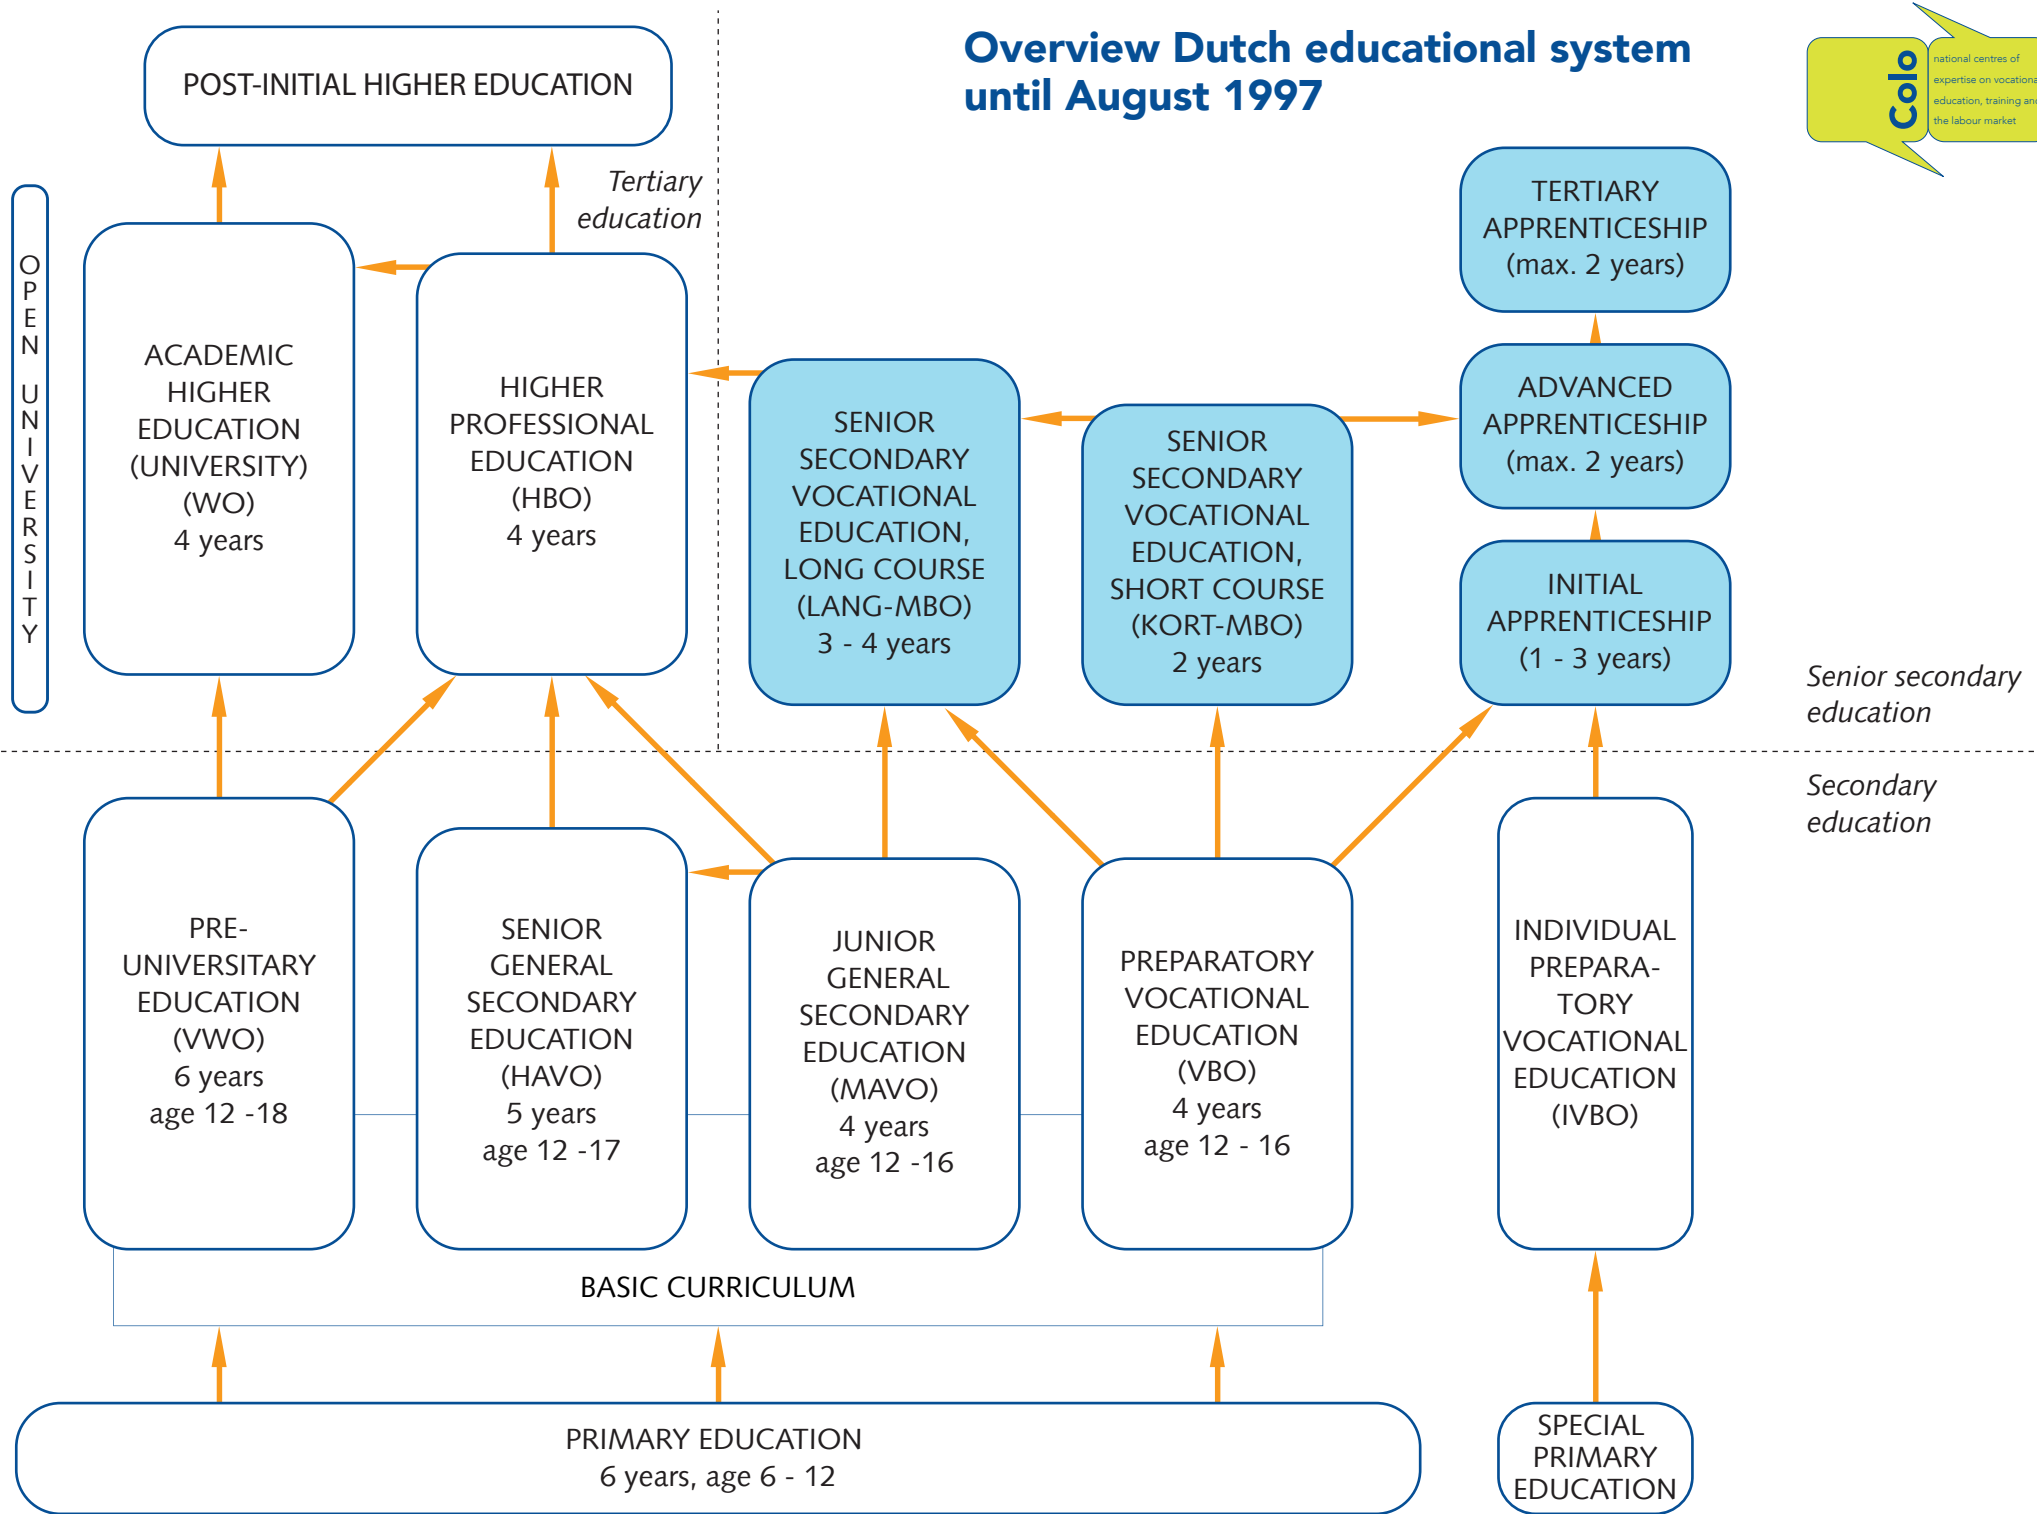 Overview Dutch educational system
until August 1997
Colo
national centres of
expertise on vocational
education, training and
the labour market
POST-INITIAL HIGHER EDUCATION
Tertiary
education
OPEN UNIVERSITY
ACADEMIC
HIGHER
EDUCATION
(UNIVERSITY)
(WO)
4 years
HIGHER
PROFESSIONAL
EDUCATION
(HBO)
4 years
SENIOR
SECONDARY
VOCATIONAL
EDUCATION,
LONG COURSE
(LANG-MBO)
3 - 4 years
SENIOR
SECONDARY
VOCATIONAL
EDUCATION,
SHORT COURSE
(KORT-MBO)
2 years
TERTIARY
APPRENTICESHIP
(max. 2 years)
ADVANCED
APPRENTICESHIP
(max. 2 years)
INITIAL
APPRENTICESHIP
(1 - 3 years)
Senior secondary
education
Secondary
education
PRE-
UNIVERSITARY
EDUCATION
(VWO)
6 years
age 12 -18
SENIOR
GENERAL
SECONDARY
EDUCATION
(HAVO)
5 years
age 12 -17
JUNIOR
GENERAL
SECONDARY
EDUCATION
(MAVO)
4 years
age 12 -16
PREPARATORY
VOCATIONAL
EDUCATION
(VBO)
4 years
age 12 - 16
INDIVIDUAL
PREPARA-
TORY
VOCATIONAL
EDUCATION
(IVBO)
BASIC CURRICULUM
PRIMARY EDUCATION
6 years, age 6 - 12
SPECIAL
PRIMARY
EDUCATION